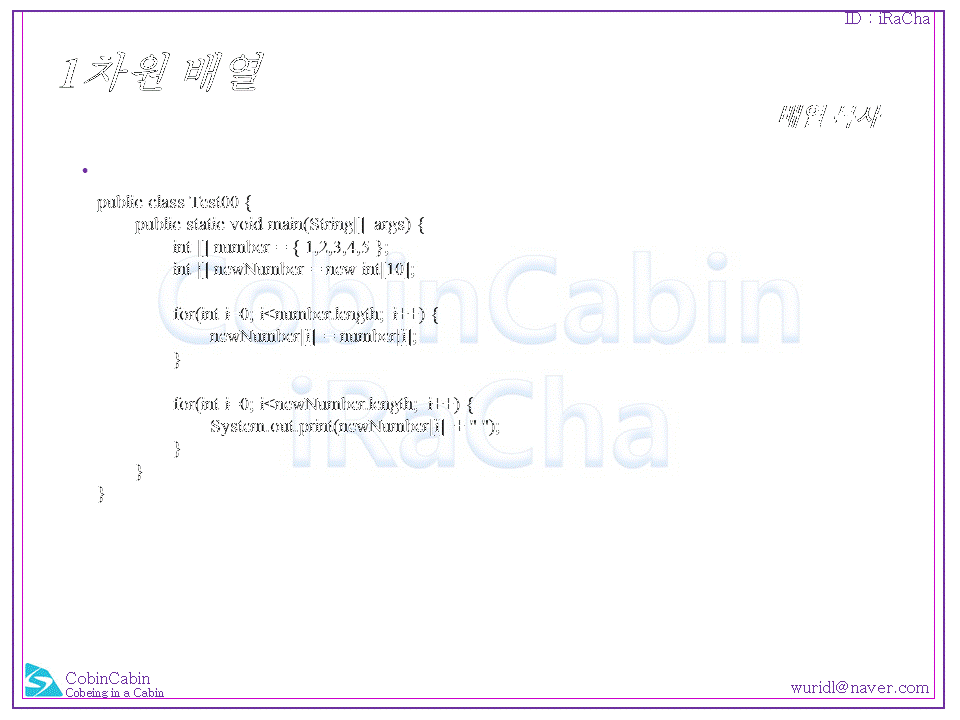 ID : iRaCha
1차원 배열
배열 복사
•
public class Test00 {
public static void main(String[] args) {
int [] number = { 1,2,3,4,5 };
int [] newNumber = new int[10];
for(int i=0; i<number.length; i++) {
newNumber[i] = number[i];
}
for(int i=0; i<newNumber.length; i++) {
System.out.print(newNumber[i] + " ");
}
}
}
CobinCabin
iRaCha
CobinCabin
Cobeing in a Cabin
wuridl@naver.com